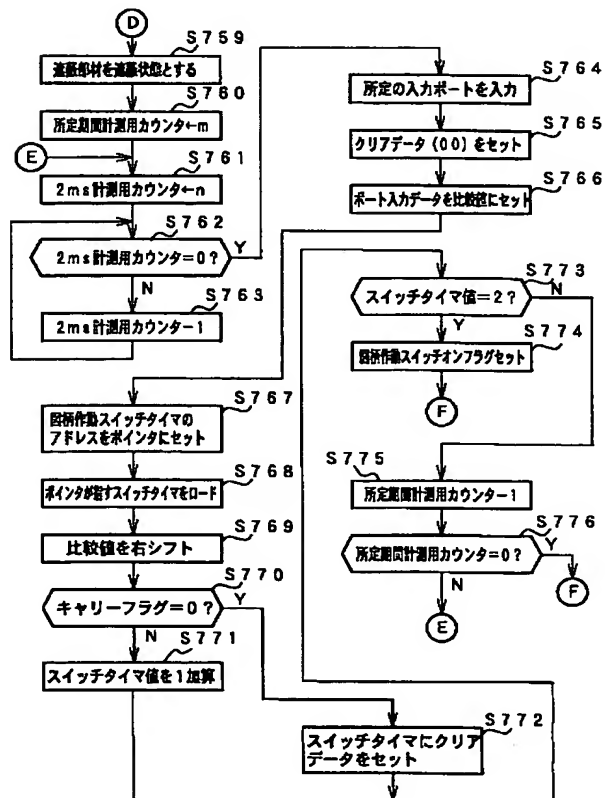 D
S759
遮蔽部材を遮蔽状態とする
S760
所定期間計測用カウンタ←m
E
S761
2ms計測用カウンタ←n
S762
2ms計測用カウンタ=0?
Y
N
S763
2ms計測用カウンター1
S764
所定の入力ポートを入力
S765
クリアデータ(00)をセット
S766
ポート入力データを比較値にセット
S767
図柄作動スイッチタイマの
アドレスをポインタにセット
S768
ポインタが指すスイッチタイマをロード
S769
比較値を右シフト
S770
キャリーフラグ=0?
Y
N
S771
スイッチタイマ値を1加算
S772
スイッチタイマにクリア
データをセット
S773
スイッチタイマ値=2?
N
Y
S774
図柄作動スイッチオンフラグセット
F
S775
所定期間計測用カウンター1
S776
所定期間計測用カウンタ=0?
Y
N
F
E